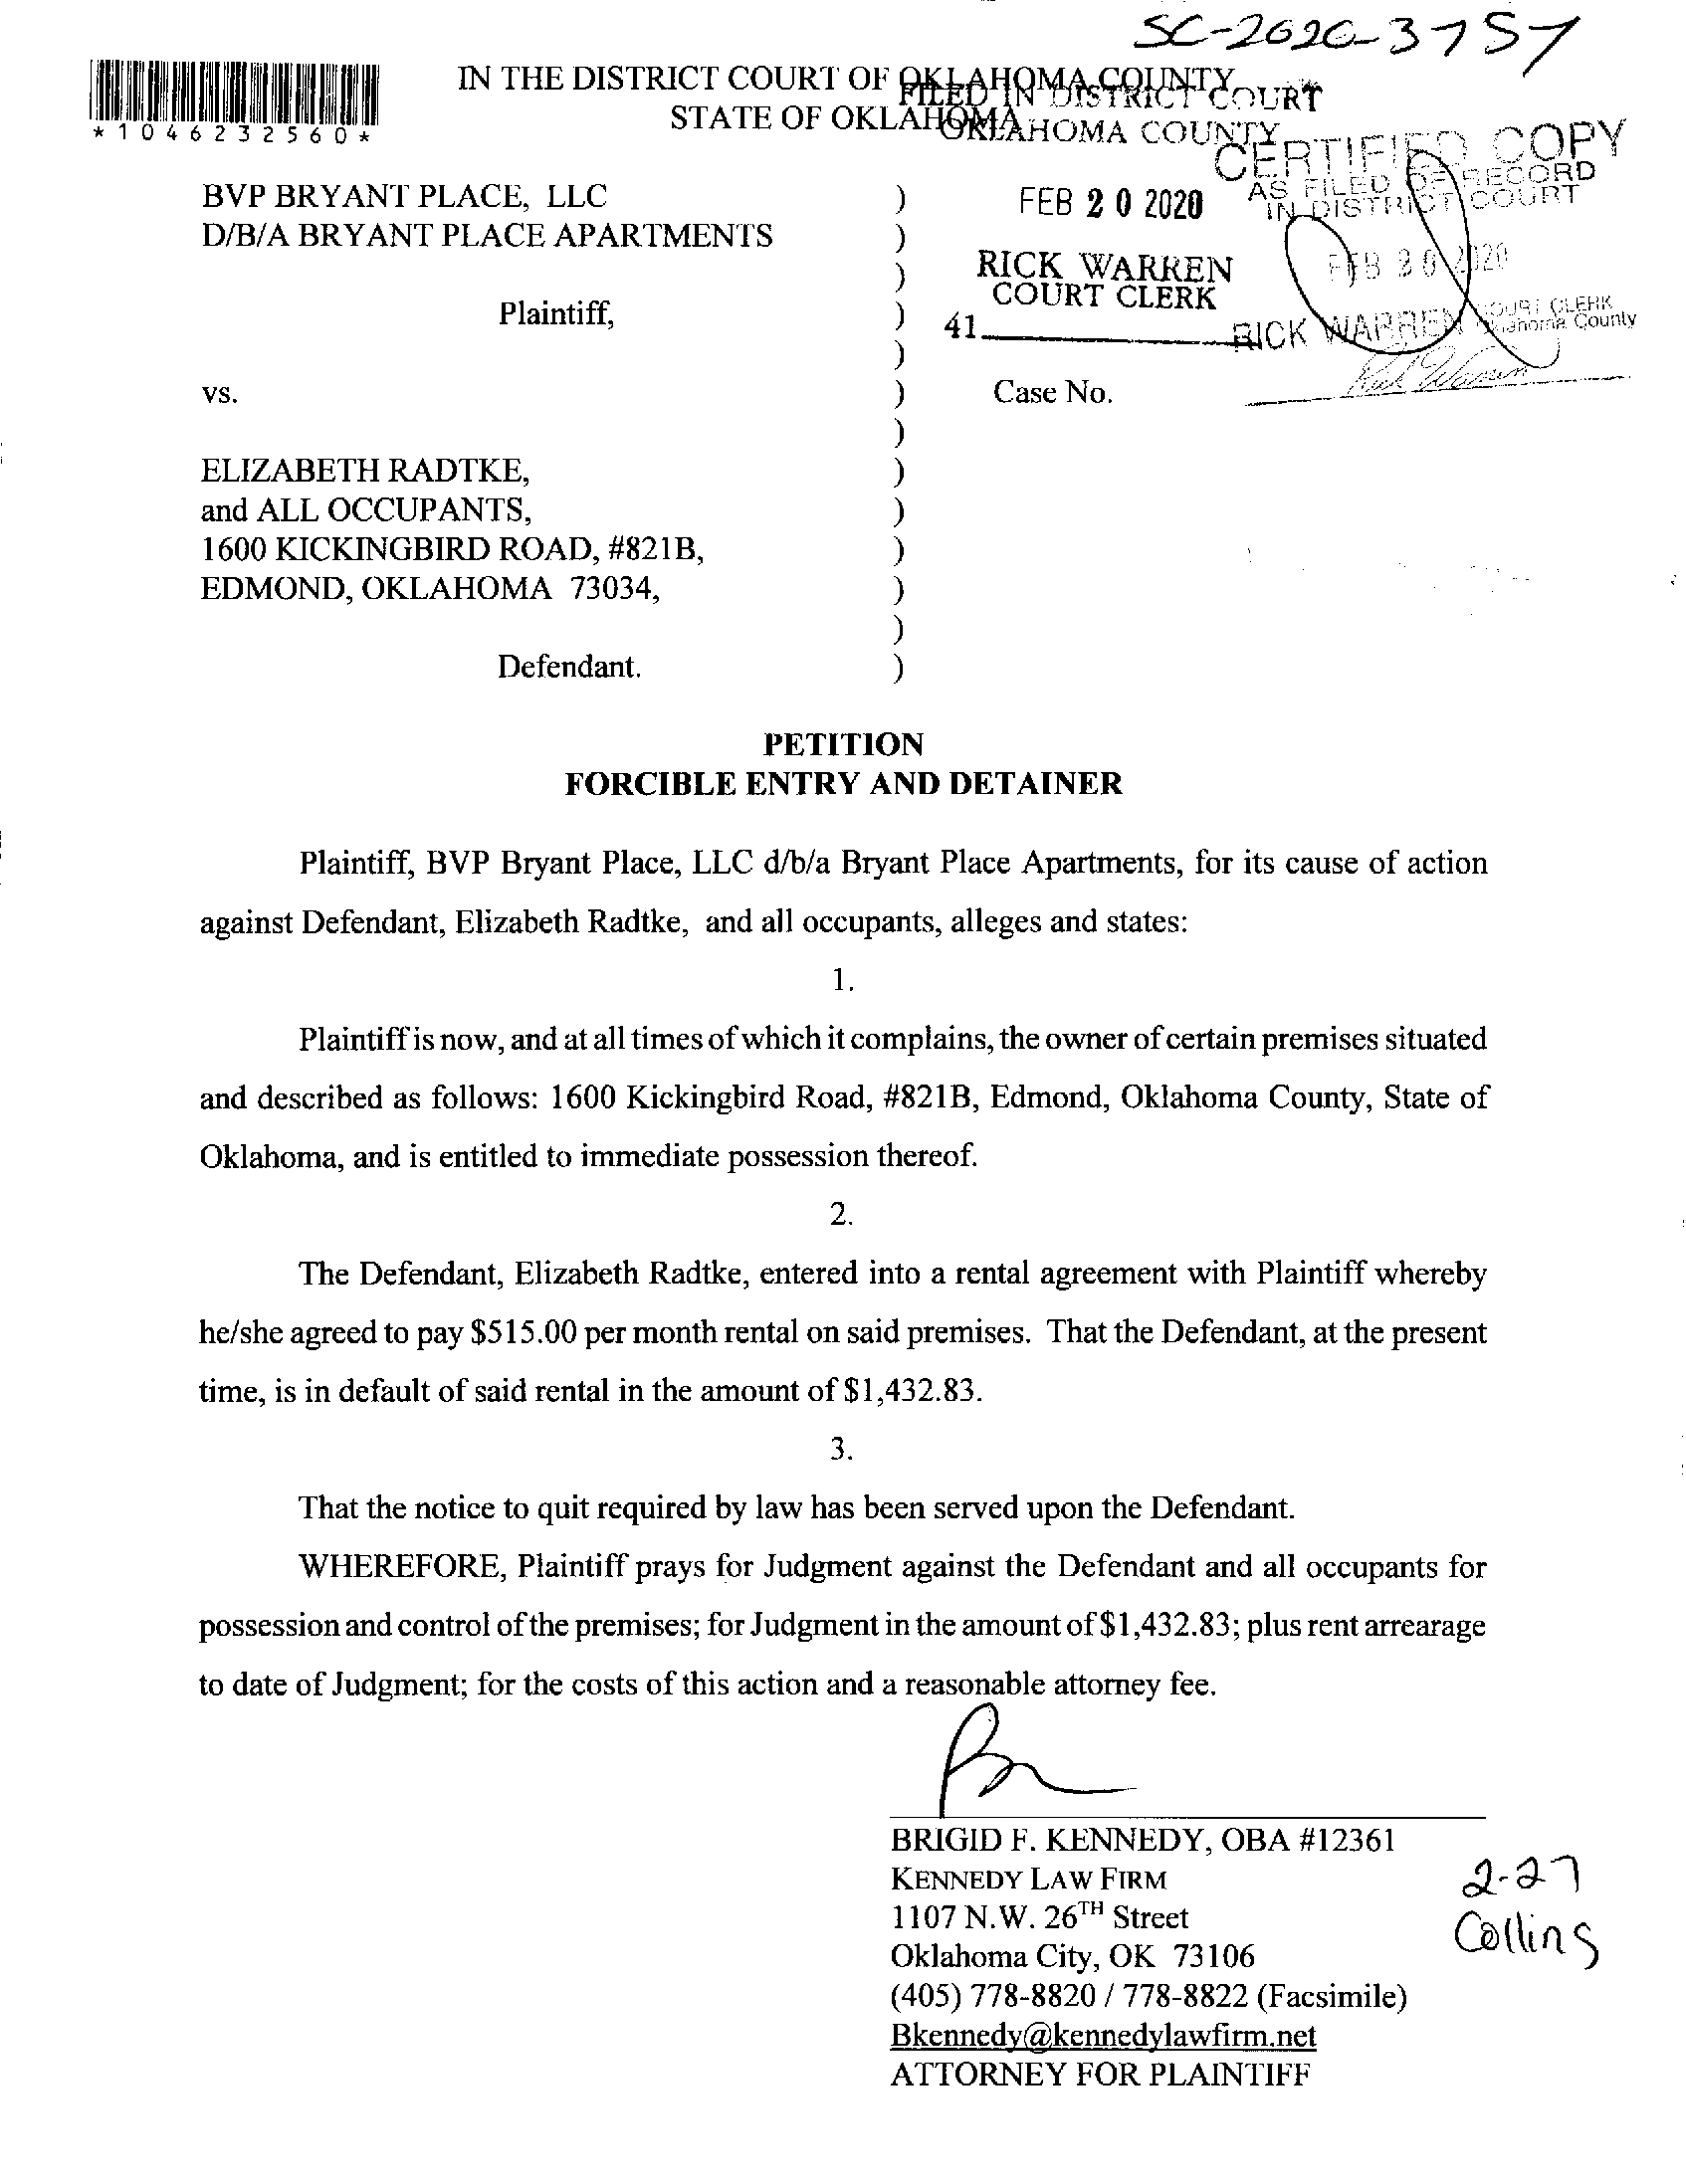 SC-2020-3757
*1046232560*
IN THE DISTRICT COURT OF OKLAHOMA COUNTY
STATE OF OKLAHOMA
FILED IN DISTRICT COURT
OKLAHOMA COUNTY
CERTIFIED COPY
AS FILED OF RECORD
IN DISTRICT COURT
BVP BRYANT PLACE, LLC )
D/B/A BRYANT PLACE APARTMENTS )
)
Plaintiff, )
)
FEB 20 2020
RICK WARREN
COURT CLERK
41
FEB 20 2020
RICK WARREN COURT CLERK
Oklahoma County
Rick Warren
vs. ) Case No.
)
ELIZABETH RADTKE, )
and ALL OCCUPANTS, )
1600 KICKINGBIRD ROAD, #821B, )
EDMOND, OKLAHOMA 73034, )
)
Defendant. )
PETITION
FORCIBLE ENTRY AND DETAINER
Plaintiff, BVP Bryant Place, LLC d/b/a Bryant Place Apartments, for its cause of action
against Defendant, Elizabeth Radtke, and all occupants, alleges and states:
1.
Plaintiff is now, and at all times of which it complains, the owner of certain premises situated
and described as follows: 1600 Kickingbird Road, #821B, Edmond, Oklahoma County, State of
Oklahoma, and is entitled to immediate possession thereof.
2.
The Defendant, Elizabeth Radtke, entered into a rental agreement with Plaintiff whereby
he/she agreed to pay $515.00 per month rental on said premises. That the Defendant, at the present
time, is in default of said rental in the amount of $1,432.83.
3.
That the notice to quit required by law has been served upon the Defendant.
WHEREFORE, Plaintiff prays for Judgment against the Defendant and all occupants for
possession and control of the premises; for Judgment in the amount of $1,432.83; plus rent arrearage
to date of Judgment; for the costs of this action and a reasonable attorney fee.
BRIGID F. KENNEDY, OBA #12361
KENNEDY LAW FIRM
1107 N.W. 26TH Street
Oklahoma City, OK 73106
(405) 778-8820 / 778-8822 (Facsimile)
Bkennedy@kennedylawfirm.net
ATTORNEY FOR PLAINTIFF
2-27
Collins